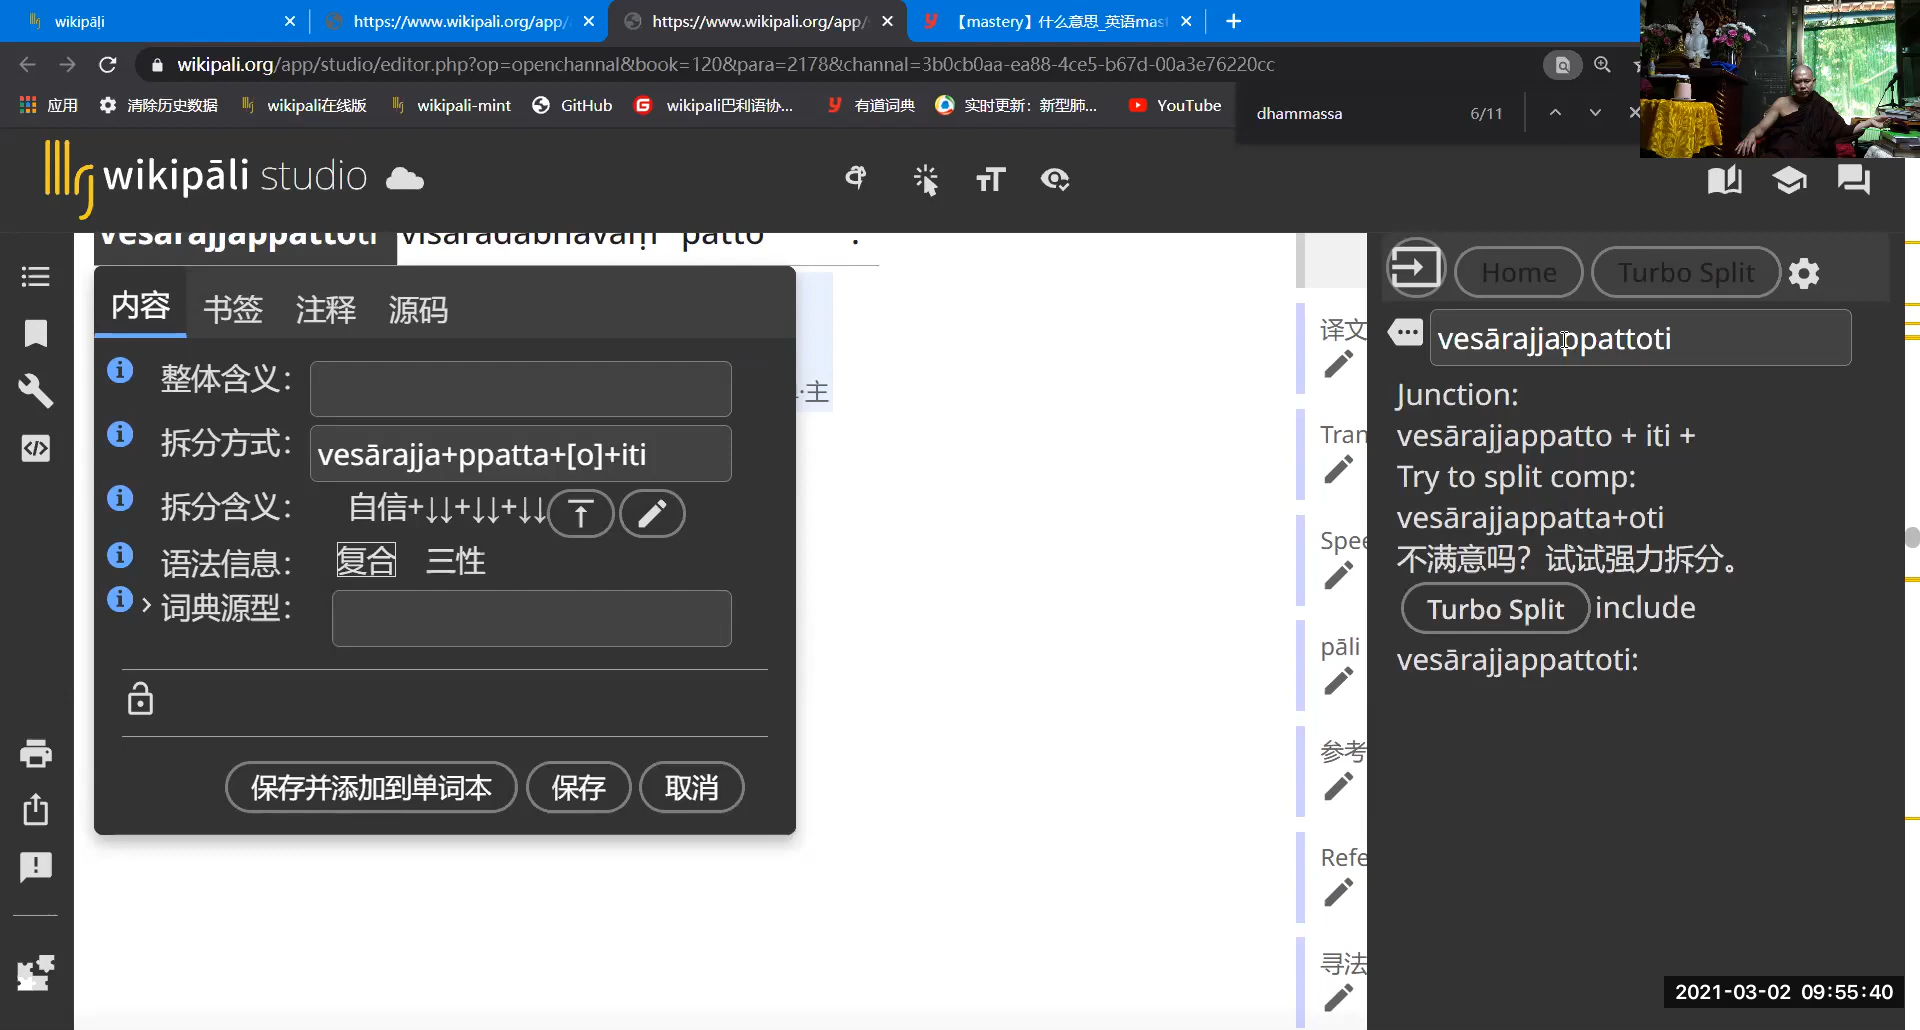 wikipāḷi
https://www.wikipali.org/app/
https://www.wikipali.org/app/
【mastery】什么意思_英语mas
wikipali.org/app/studio/editor.php?op=openchannal&book=120&para=2178&channal=3b0cb0aa-ea88-4ce5-b67d-00a3e76220cc
应用
清除历史数据
wikipali在线版
wikipali-mint
GitHub
wikipali巴利语协...
有道词典
实时更新：新型肺...
YouTube
dhammassa
6/11
wikipāli studio
vesārajjappattoti visāradabhāvaṃ patto .
内容 书签 注释 源码
整体含义：
拆分方式： vesārajja+ppatta+[o]+iti
拆分含义： 自信+↓↓+↓↓+↓↓
语法信息： 复合 三性
词典源型：
保存并添加到单词本 保存 取消
·主
译文
Tran
Spee
pāli
参考
Refe
寻法
Home Turbo Split
vesārajjappattoti
Junction:
vesārajjappatto + iti +
Try to split comp:
vesārajjappatta+oti
不满意吗？试试强力拆分。
Turbo Split include
vesārajjappattoti:
2021-03-02 09:55:40